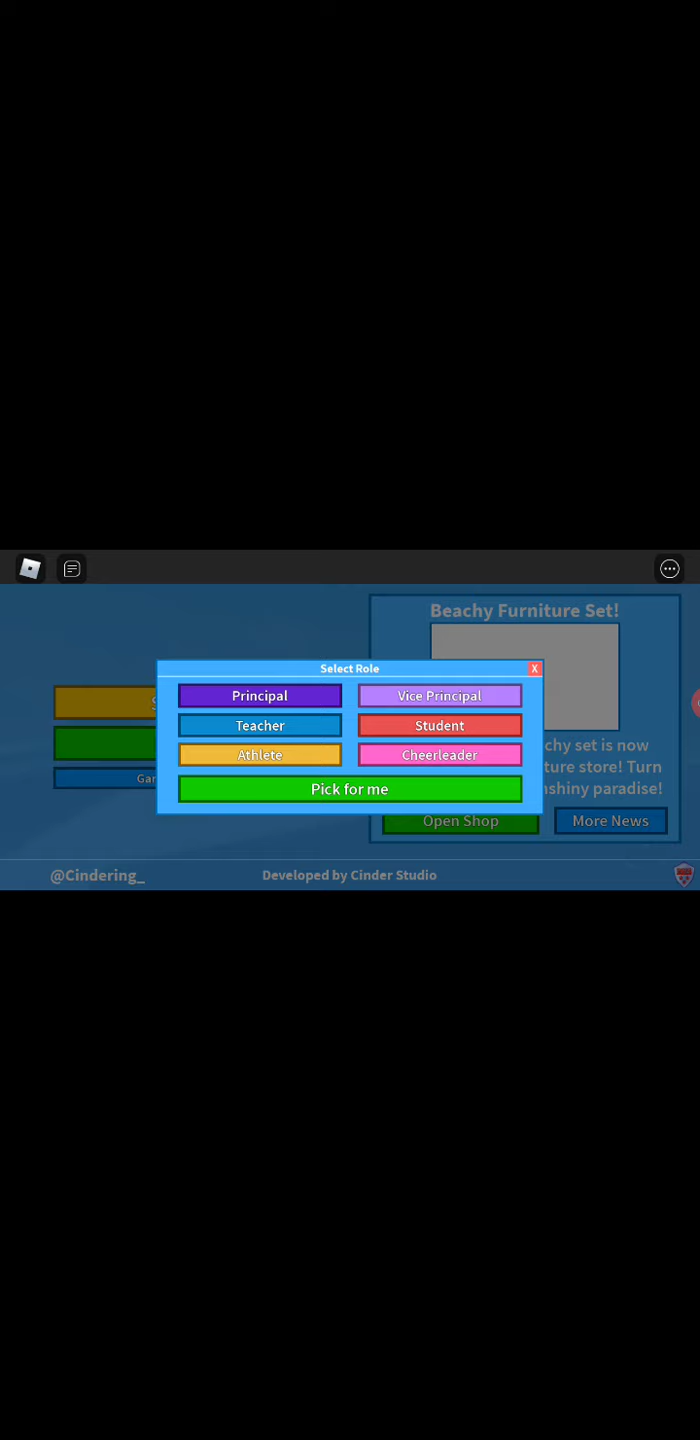 Beachy Furniture Set!
Select Role
X
Principal
Vice Principal
Teacher
Student
Athlete
Cheerleader
Pick for me
chy set is now
ture store! Turn
nshiny paradise!
Open Shop
More News
@Cindering_
Developed by Cinder Studio